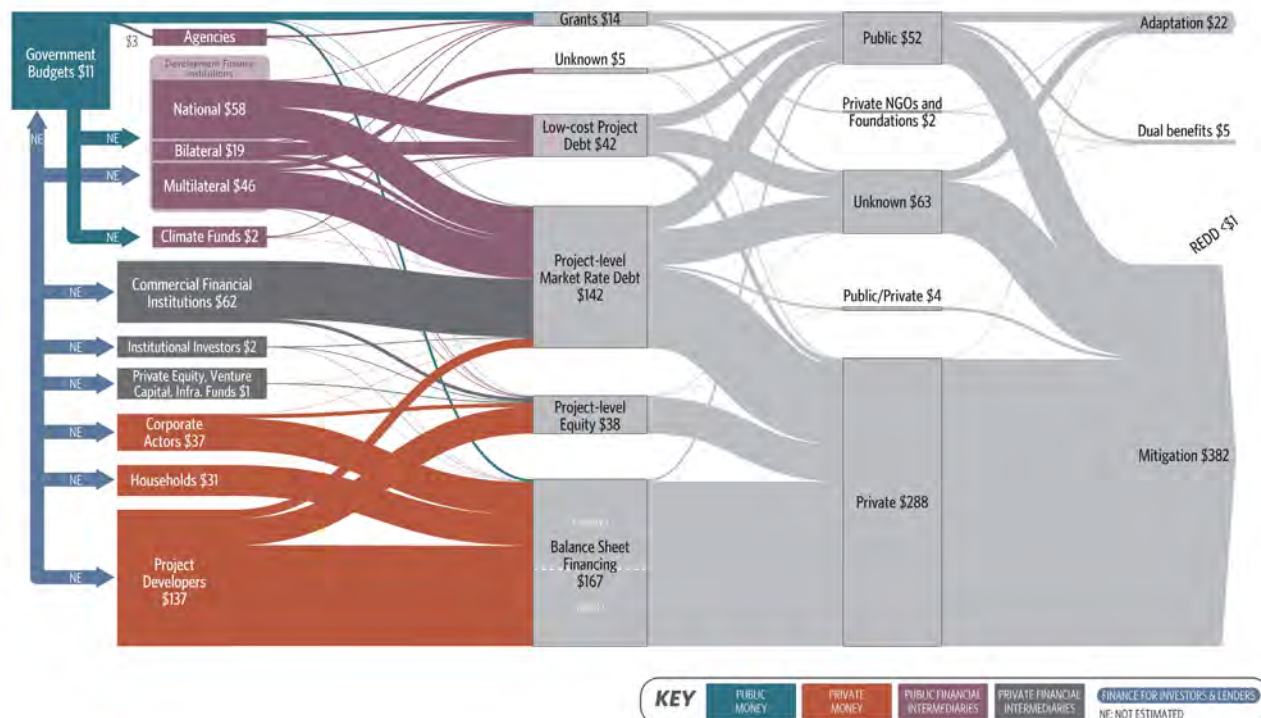 Government
Budgets $11
$3
Agencies
Development Finance
Institutions
National $58
Bilateral $19
Multilateral $46
Climate Funds $2
Commercial Financial
Institutions $62
Institutional Investors $2
Private Equity, Venture
Capital, Infra. Funds $1
Corporate
Actors $37
Households $31
Project
Developers
$137
NE
NE
NE
NE
NE
NE
NE
NE
NE
NE
Grants $14
Unknown $5
Low-cost Project
Debt $42
Project-level
Market Rate Debt
$142
Project-level
Equity $38
Balance Sheet
Financing
$167
Public $52
Private NGOs and
Foundations $2
Unknown $63
Public/Private $4
Private $288
Adaptation $22
Dual benefits $5
REDD <$1
Mitigation $382
KEY
PUBLIC
MONEY
PRIVATE
MONEY
PUBLIC FINANCIAL
INTERMEDIARIES
PRIVATE FINANCIAL
INTERMEDIARIES
FINANCE FOR INVESTORS & LENDERS
NE: NOT ESTIMATED